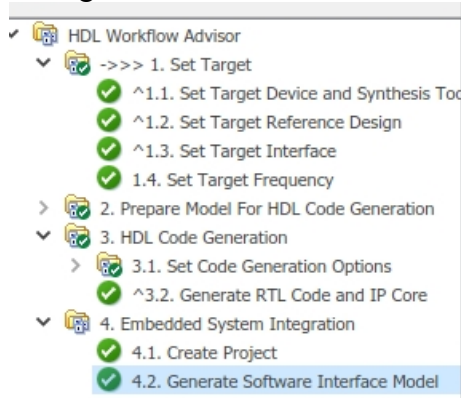 HDL Workflow Advisor
->>> 1. Set Target
^1.1. Set Target Device and Synthesis
^1.2. Set Target Reference Design
^1.3. Set Target Interface
1.4. Set Target Frequency
2. Prepare Model For HDL Code Generation
3. HDL Code Generation
3.1. Set Code Generation Options
^3.2. Generate RTL Code and IP Core
4. Embedded System Integration
4.1. Create Project
4.2. Generate Software Interface Model